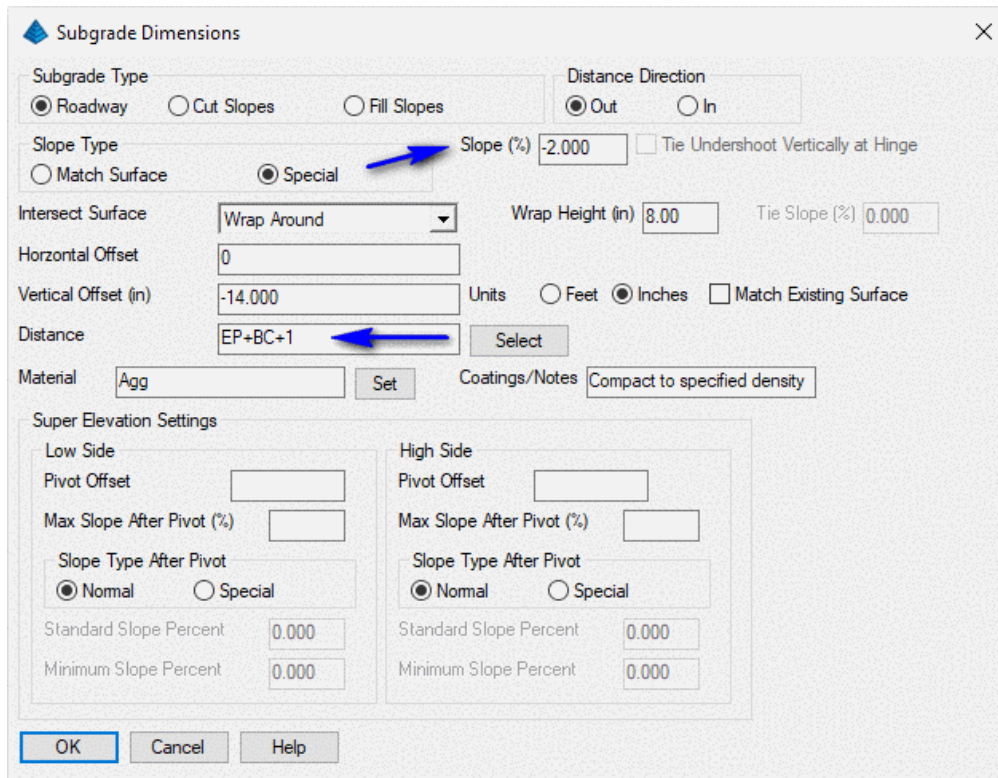 Subgrade Dimensions
Subgrade Type
Distance Direction
Roadway Cut Slopes Fill Slopes
Out In
Slope Type
Slope (%) -2.000 Tie Undershoot Vertically at Hinge
Match Surface Special
Intersect Surface Wrap Around Wrap Height (in) 8.00 Tie Slope (%) 0.000
Horzontal Offset 0
Vertical Offset (in) -14.000 Units Feet Inches Match Existing Surface
Distance EP+BC+1 Select
Material Agg Set Coatings/Notes Compact to specified density
Super Elevation Settings
Low Side
Pivot Offset
Max Slope After Pivot (%)
Slope Type After Pivot
Normal Special
Standard Slope Percent 0.000
Minimum Slope Percent 0.000
High Side
Pivot Offset
Max Slope After Pivot (%)
Slope Type After Pivot
Normal Special
Standard Slope Percent 0.000
Minimum Slope Percent 0.000
OK Cancel Help